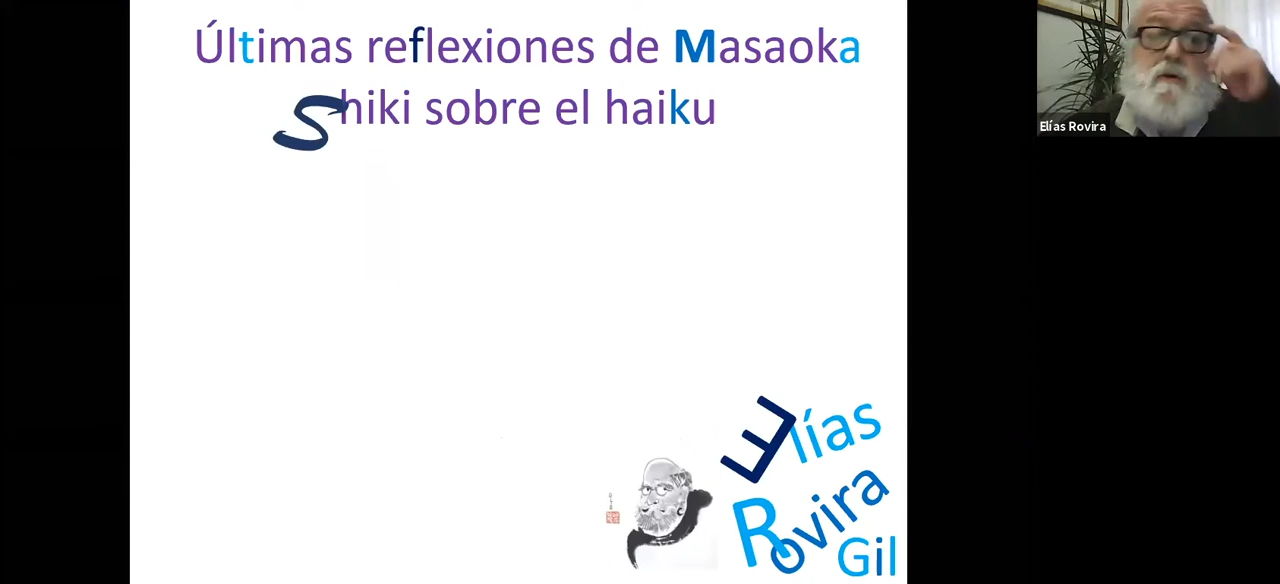 Últimas reflexiones de Masaoka
Shiki sobre el haiku
Elías Rovira
Elías
Rovira
Gil